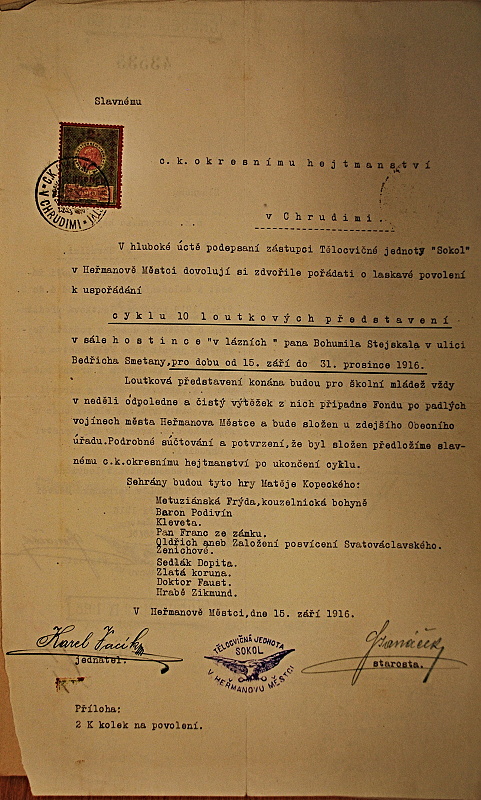 Slavnému
c.k.okresnímu hejtmanství
v Chrudimi.
V hluboké úctě podepsaní zástupci Tělocvičné jednoty "Sokol"
v Heřmanově Městci dovolují si zdvořile pořádati o laskavé povolení
k uspořádání
cyklu 10 loutkových představení
v sále hostince "v lázních" pana Bohumila Stejskala v ulici
Bedřicha Smetany,pro dobu od 15. září do 31. prosince 1916.
Loutková představení konána budou pro školní mládež vždy
v neděli odpoledne a čistý výtěžek z nich připadne Fondu po padlých
vojínech města Heřmanova Městce a bude složen u zdejšího Obecního
úřadu.Podrobné súčtování a potvrzení,že byl složen předložíme slav-
nému c.k.okresnímu hejtmanství po ukončení cyklu.
Sehrány budou tyto hry Matěje Kopeckého:
Metuziánská Frýda,kouzelnická bohyně
Baron Podivín
Kleveta.
Pan Franc ze zámku.
Oldřich aneb Založení posvícení Svatováclavského.
Ženichové.
Sedlák Dopita.
Zlatá koruna.
Doktor Faust.
Hrabě Zikmund.
V Heřmanově Městci,dne 15. září 1916.
Karel
jednatel.
TĚLOCVIČNÁ JEDNOTA
SOKOL
V HEŘMANOVU MĚSTCI
starosta.
Příloha:
2 K kolek na povolení.